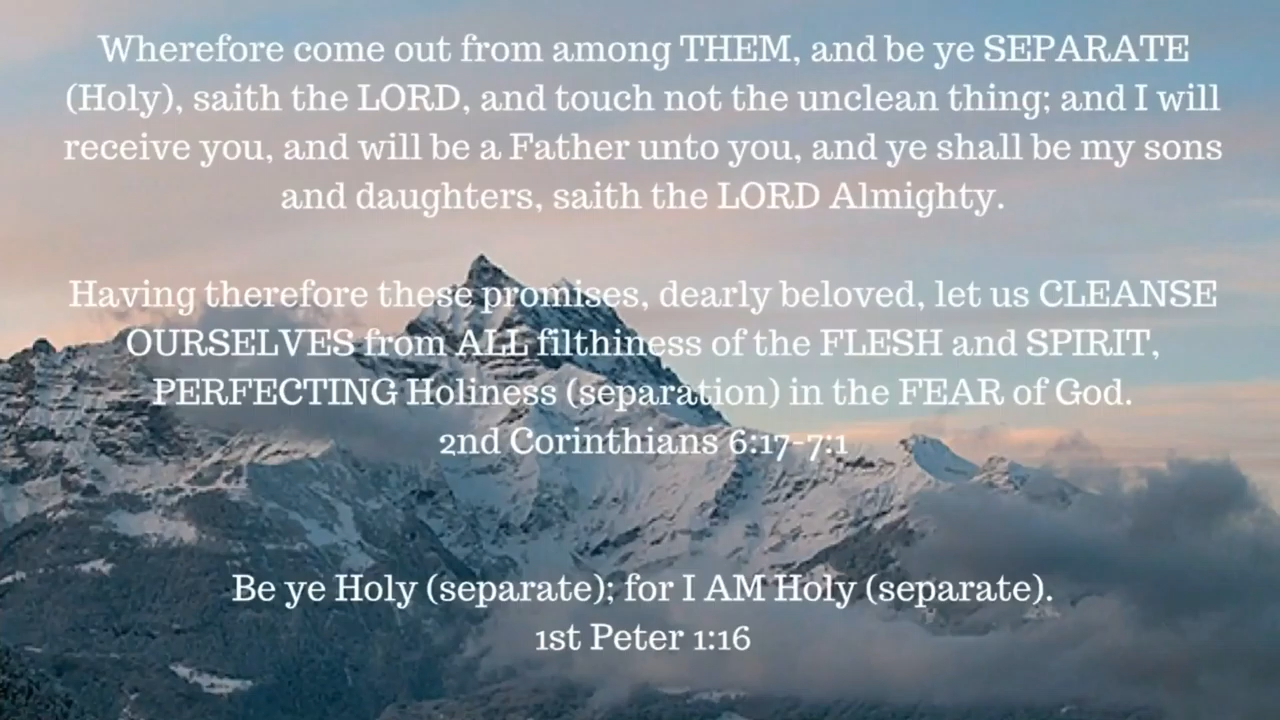 Wherefore come out from among THEM, and be ye SEPARATE
(Holy), saith the LORD, and touch not the unclean thing; and I will
receive you, and will be a Father unto you, and ye shall be my sons
and daughters, saith the LORD Almighty.
Having therefore these promises, dearly beloved, let us CLEANSE
OURSELVES from ALL filthiness of the FLESH and SPIRIT,
PERFECTING Holiness (separation) in the FEAR of God.
2nd Corinthians 6:17-7:1
Be ye Holy (separate); for I AM Holy (separate).
1st Peter 1:16